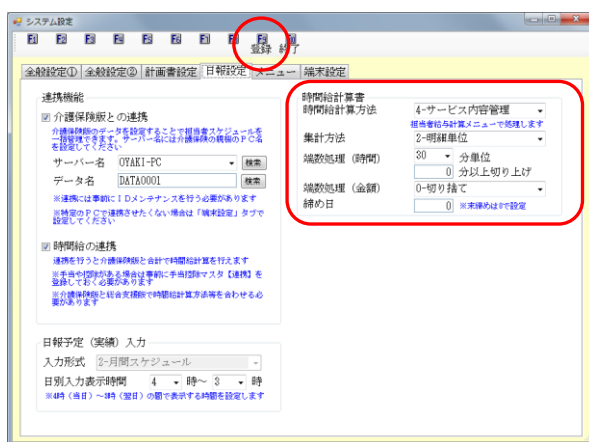 システム設定
F1 F2 F3 F4 F5 F6 F7 F8 F9
登録 終了
全般設定① 全般設定② 計画書設定 日報設定 メニュー 端末設定
連携機能
介護保険版との連携
介護保険版のデータを設定することで担当者スケジュールを
一括管理できます。サーバー名には介護保険の親機のPC名
を設定してください
サーバー名 OYAKI-PC 検索
データ名 DATA0001 検索
※連携には事前にIDメンテナンスを行う必要があります
※特定のPCで連携させたくない場合は「端末設定」タブで
設定してください
時間給の連携
連携を行うと介護保険版と合計で時間給計算を行えます
※手当や控除がある場合は事前に手当控除マスタ【連携】を
登録しておく必要があります
※介護保険版と総合支援版で時間給計算方法等を合わせる必
要があります
日報予定（実績）入力
入力形式 2-月間スケジュール
日別入力表示時間 4 時～ 3 時
※4時（当日）～3時（翌日）の間で表示する時間を設定します
時間給計算書
時間給計算方法 4-サービス内容管理
担当者給与計算メニューで処理します
集計方法 2-明細単位
端数処理（時間） 30 分単位
0 分以上切り上げ
端数処理（金額） 0-切り捨て
締め日 0 ※末締めは0で設定